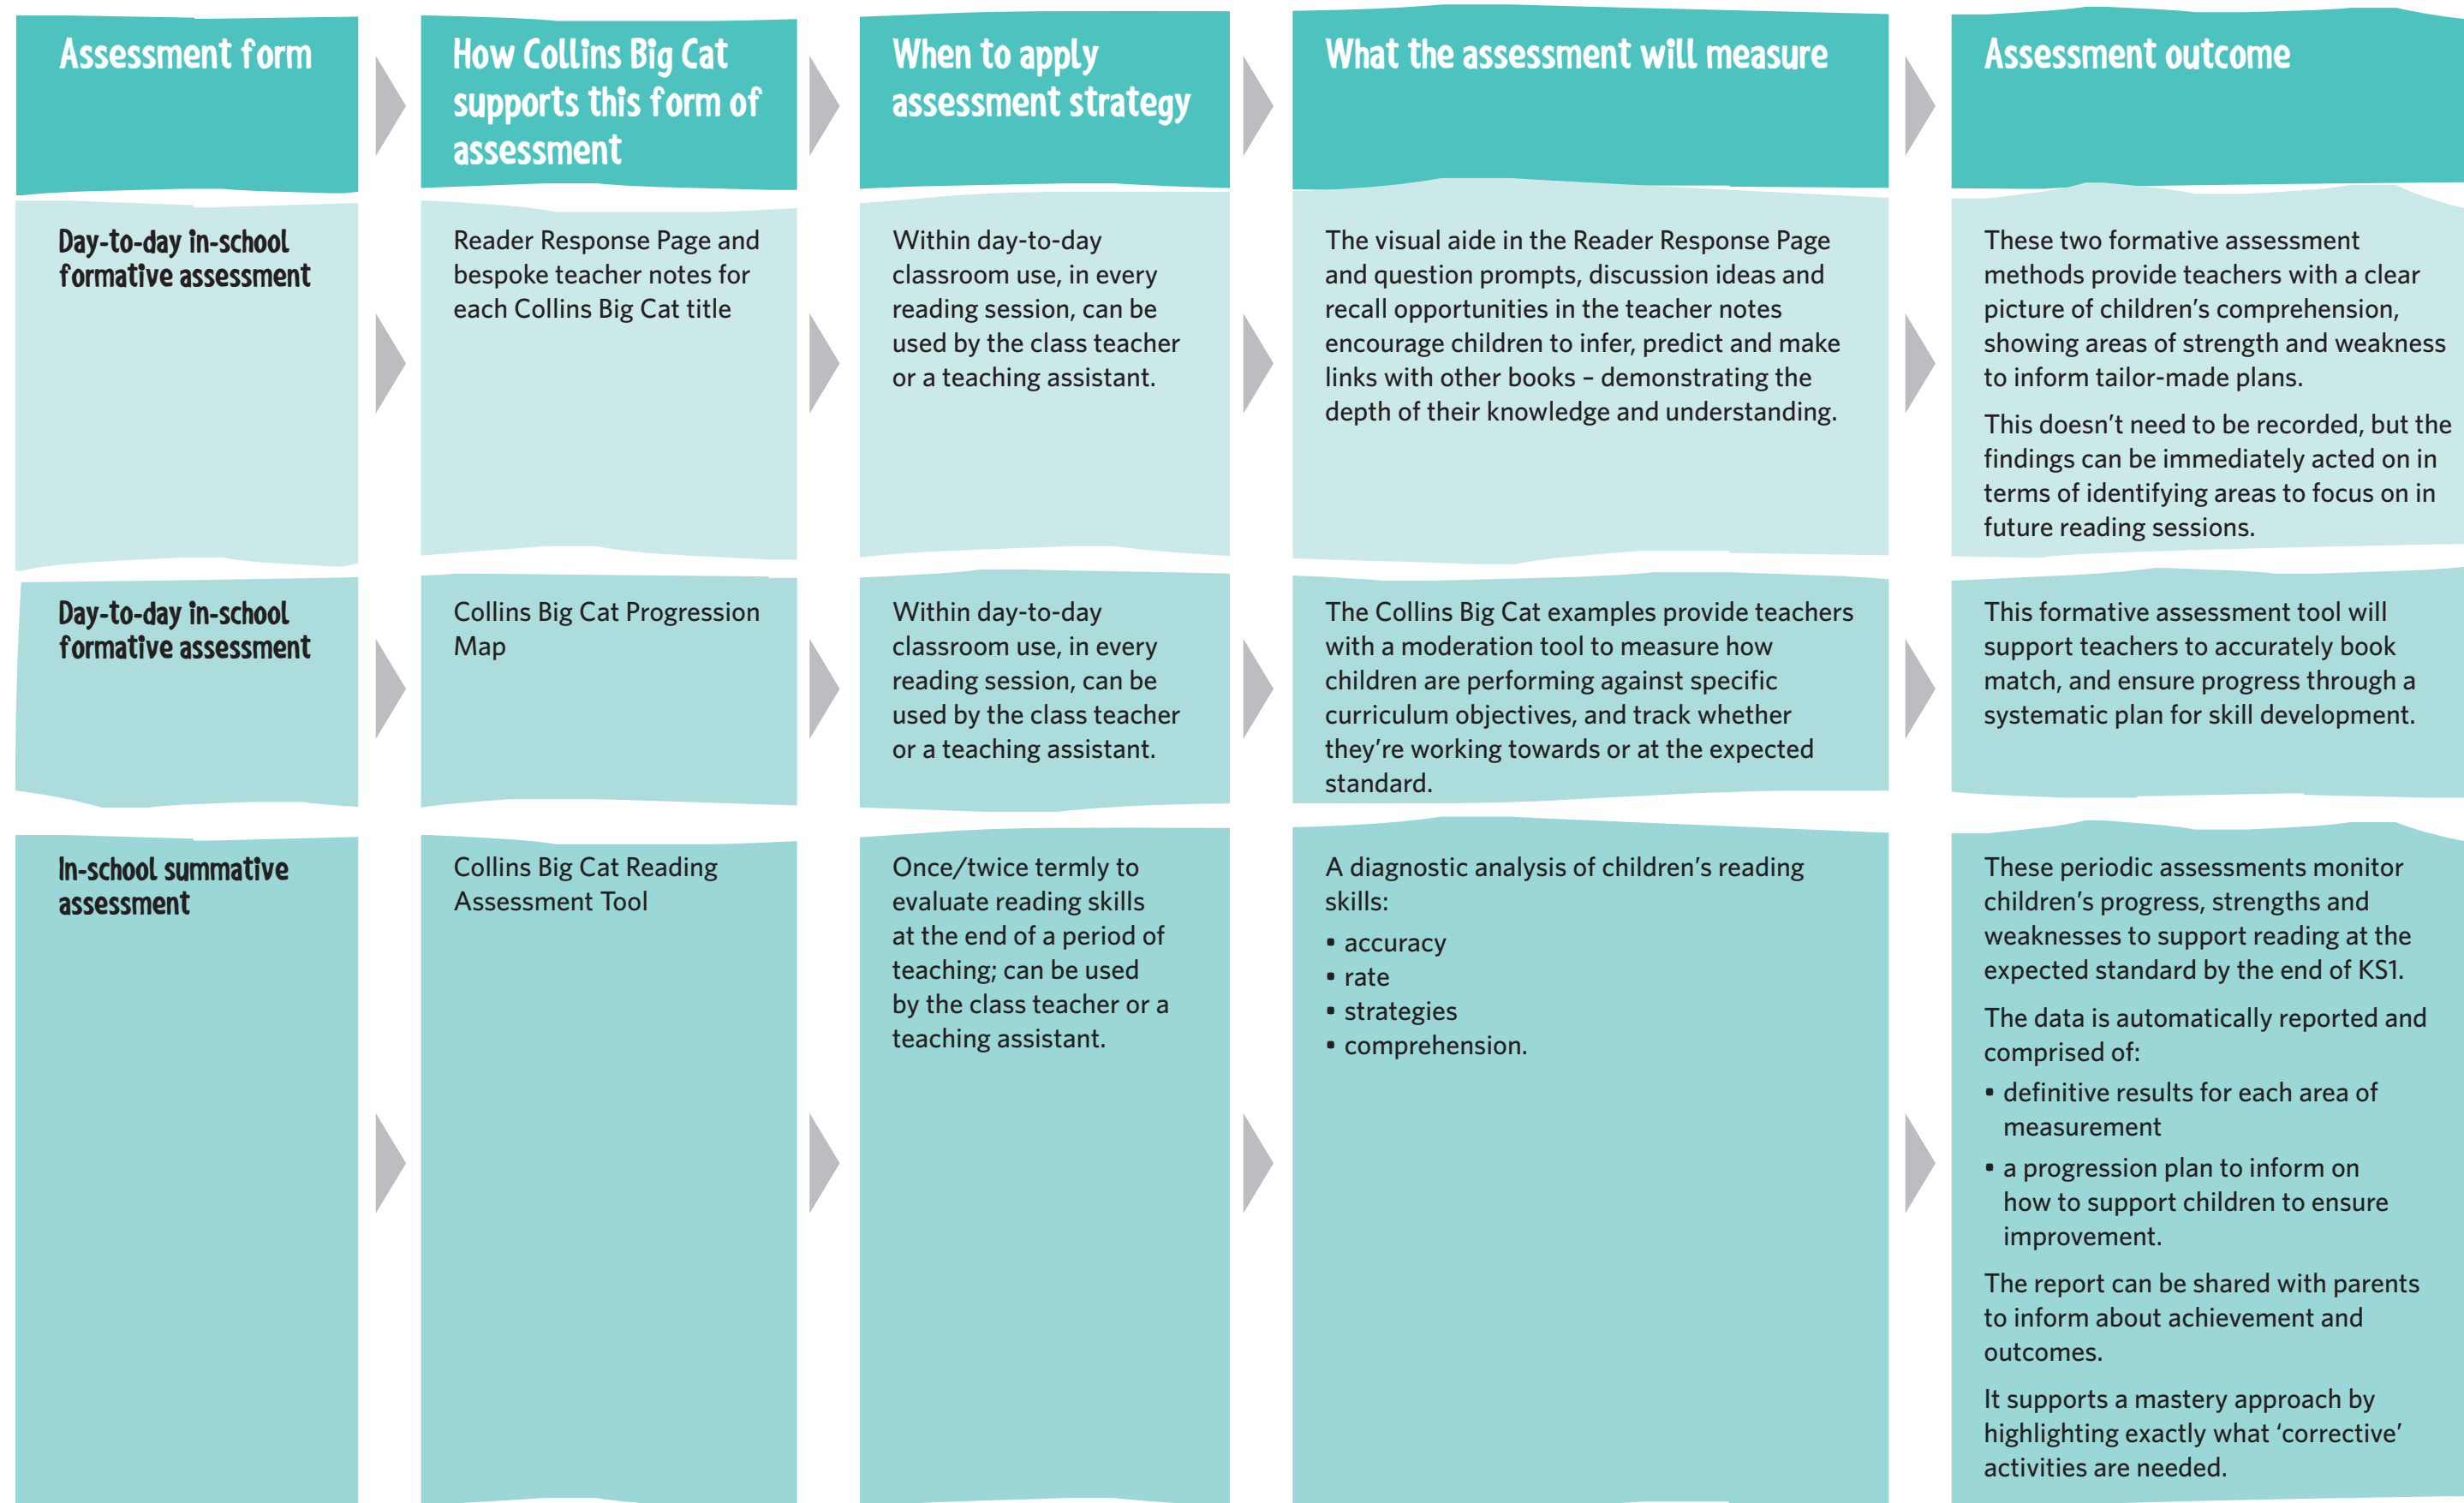 Assessment form
How Collins Big Cat
supports this form of
assessment
When to apply
assessment strategy
What the assessment will measure
Assessment outcome
Day-to-day in-school
formative assessment
Reader Response Page and
bespoke teacher notes for
each Collins Big Cat title
Within day-to-day
classroom use, in every
reading session, can be
used by the class teacher
or a teaching assistant.
The visual aide in the Reader Response Page
and question prompts, discussion ideas and
recall opportunities in the teacher notes
encourage children to infer, predict and make
links with other books – demonstrating the
depth of their knowledge and understanding.
These two formative assessment
methods provide teachers with a clear
picture of children's comprehension,
showing areas of strength and weakness
to inform tailor-made plans.
This doesn't need to be recorded, but the
findings can be immediately acted on in
terms of identifying areas to focus on in
future reading sessions.
Day-to-day in-school
formative assessment
Collins Big Cat Progression
Map
Within day-to-day
classroom use, in every
reading session, can be
used by the class teacher
or a teaching assistant.
The Collins Big Cat examples provide teachers
with a moderation tool to measure how
children are performing against specific
curriculum objectives, and track whether
they're working towards or at the expected
standard.
This formative assessment tool will
support teachers to accurately book
match, and ensure progress through a
systematic plan for skill development.
In-school summative
assessment
Collins Big Cat Reading
Assessment Tool
Once/twice termly to
evaluate reading skills
at the end of a period of
teaching; can be used
by the class teacher or a
teaching assistant.
A diagnostic analysis of children's reading
skills:
• accuracy
• rate
• strategies
• comprehension.
These periodic assessments monitor
children's progress, strengths and
weaknesses to support reading at the
expected standard by the end of KS1.
The data is automatically reported and
comprised of:
• definitive results for each area of
measurement
• a progression plan to inform on
how to support children to ensure
improvement.
The report can be shared with parents
to inform about achievement and
outcomes.
It supports a mastery approach by
highlighting exactly what 'corrective'
activities are needed.